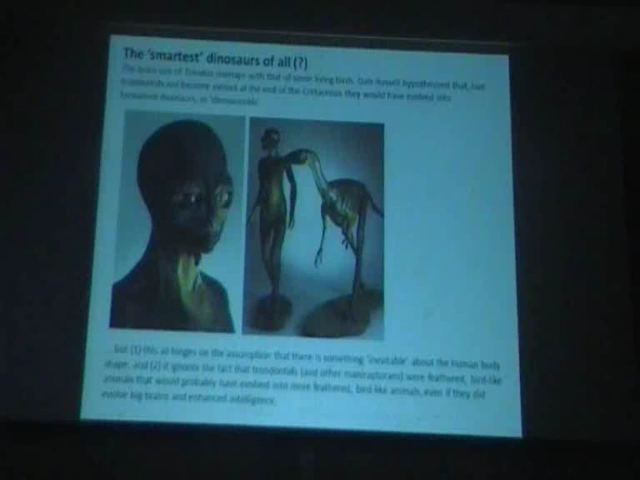 The 'smartest' dinosaurs of all (?)
The brain size of Troodon overlaps with that of some living birds. Dale Russell hypothesized that, had
troodontids not become extinct at the end of the Cretaceous they would have evolved into
humanoid dinosaurs, or 'dinosauroids'
... but (1) this all hinges on the assumption that there is something 'inevitable' about the human body
shape, and (2) it ignores the fact that troodontids (and other maniraptorans) were feathered, bird-like
animals that would probably have evolved into more feathered, bird-like animals, even if they did
evolve big brains and enhanced intelligence.